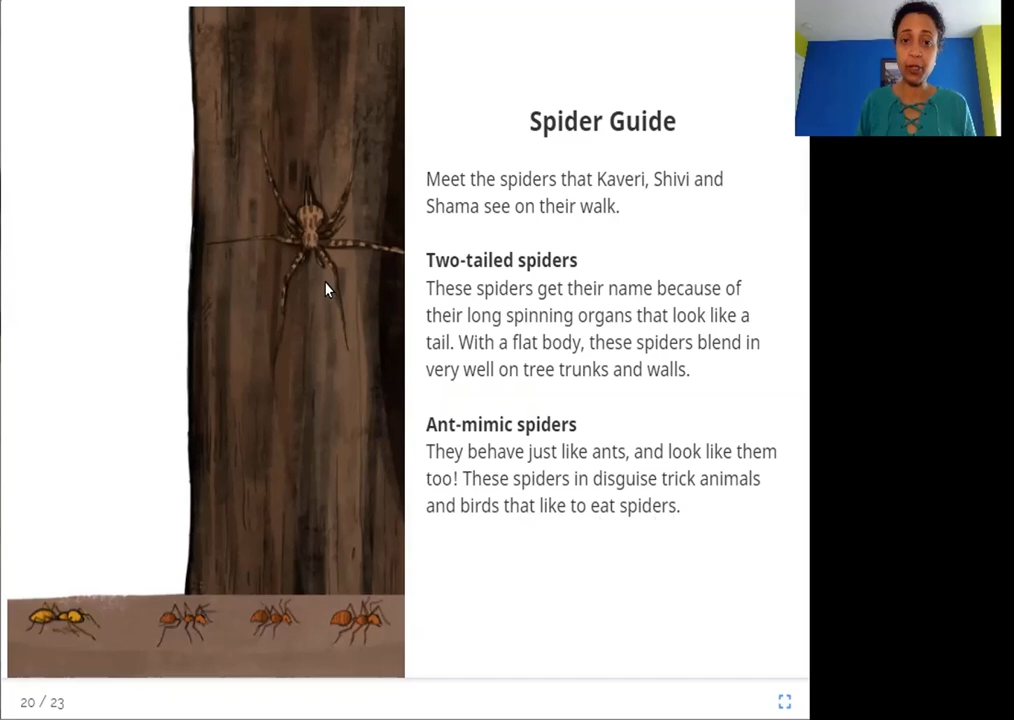 Spider Guide
Meet the spiders that Kaveri, Shivi and
Shama see on their walk.
Two-tailed spiders
These spiders get their name because of
their long spinning organs that look like a
tail. With a flat body, these spiders blend in
very well on tree trunks and walls.
Ant-mimic spiders
They behave just like ants, and look like them
too! These spiders in disguise trick animals
and birds that like to eat spiders.
20 / 23